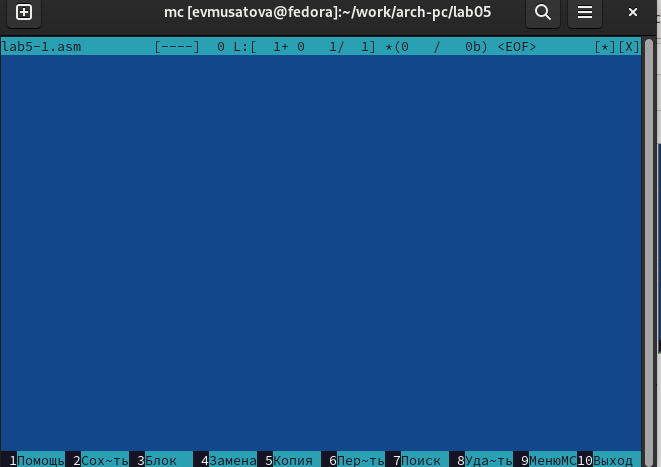 mc [evmusatova@fedora]:~/work/arch-pc/lab05
lab5-1.asm [----] 0 L:[ 1+ 0 1/ 1] *(0 / 0b) <EOF> [*][X]
1Помощь 2Сох~ть 3Блок 4Замена 5Копия 6Пер~ть 7Поиск 8Уда~ть 9МенюMC 10Выход